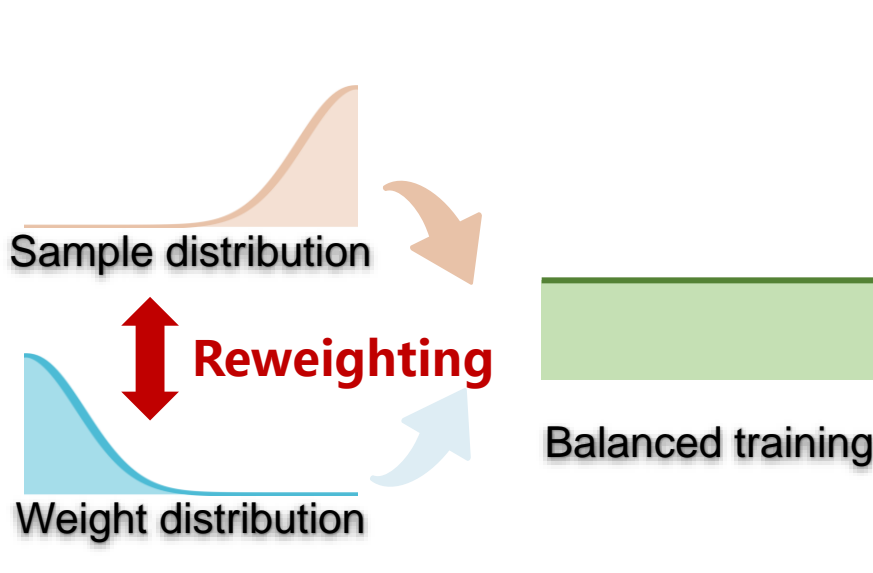 Sample distribution
Reweighting
Balanced training
Weight distribution